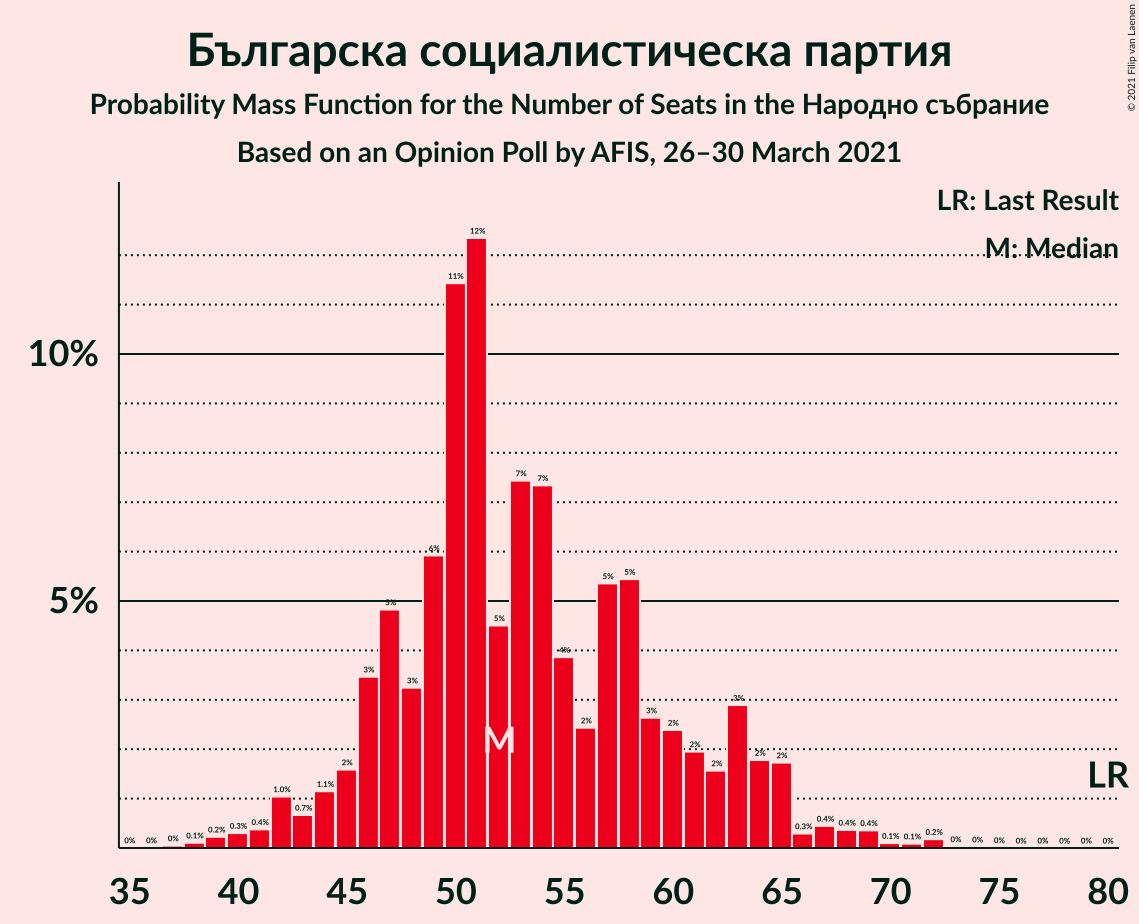 Българска социалистическа партия
Probability Mass Function for the Number of Seats in the Народно събрание
Based on an Opinion Poll by AFIS, 26–30 March 2021
© 2021 Filip van Laenen
LR: Last Result
M: Median
10%
5%
0% 0% 0% 0.1% 0.2% 0.3% 0.4% 1.0% 0.7% 1.1% 2% 3% 5% 3% 6% 11% 12% 5% 7% 7% 4% 2% 5% 5% 3% 2% 2% 2% 3% 2% 2% 0.3% 0.4% 0.4% 0.4% 0.1% 0.1% 0.2% 0% 0% 0% 0% 0% 0% 0% 0%
M
LR
35 40 45 50 55 60 65 70 75 80